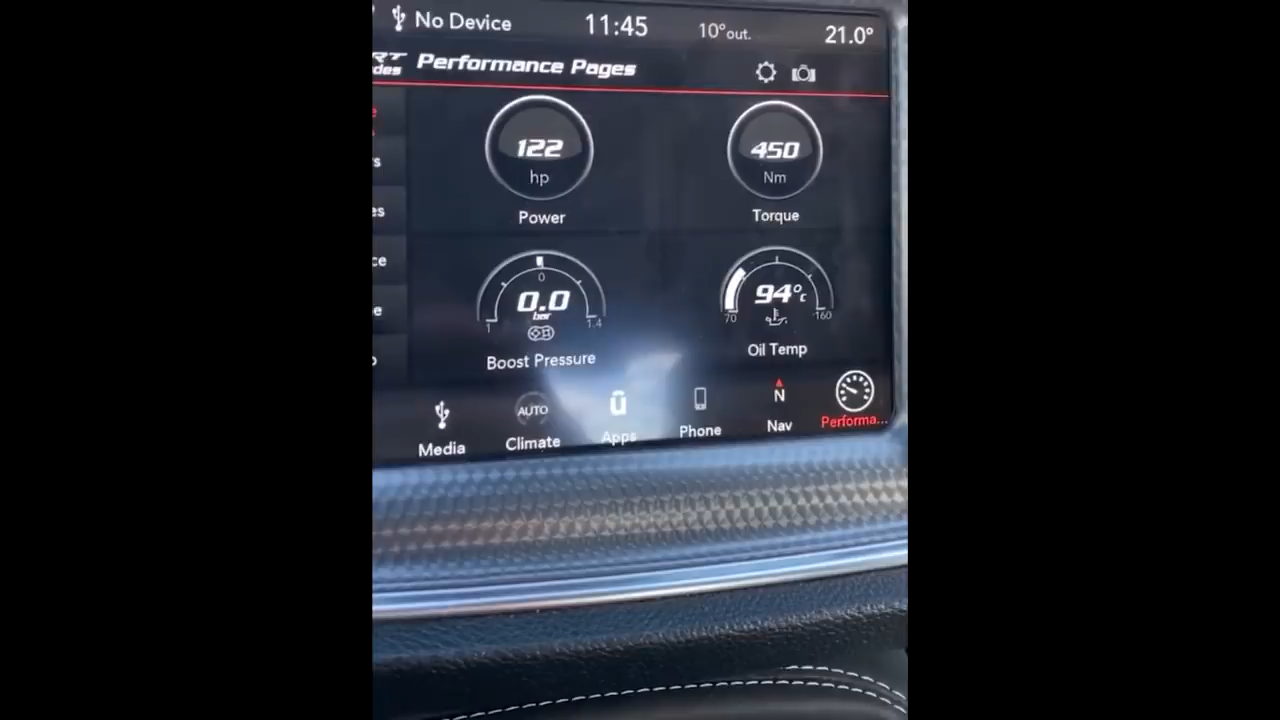 No Device 11:45 10°out. 21.0°
Performance Pages
122 450
hp Nm
Power Torque
0 
0.0 94°c
bar
1 1.4 70 160
Boost Pressure Oil Temp
AUTO ū N
Media Climate Apps Phone Nav Performa...